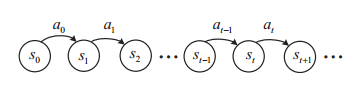 a₀ a₁ aₜ₋₁ aₜ
s₀ s₁ s₂ ••• sₜ₋₁ sₜ sₜ₊₁ •••